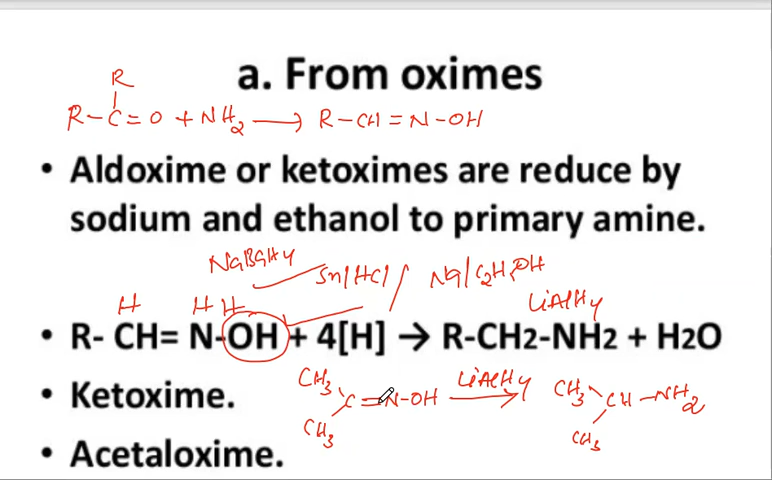 a. From oximes
R
R-C=O + NH2 → R-CH=N-OH
• Aldoxime or ketoximes are reduce by
sodium and ethanol to primary amine.
Sn/HCl / Na/C2H5OH
LiAlH4
H H H
• R- CH= N-OH + 4[H] → R-CH2-NH2 + H2O
CH3 LiAlH4 CH3
• Ketoxime. C=N-OH → CH-NH2
CH3 CH3
• Acetaloxime.